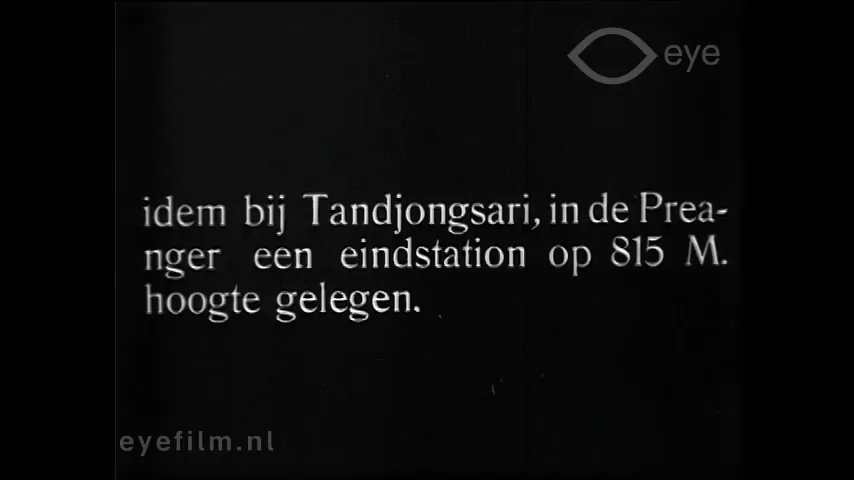 eye
idem bij Tandjongsari, in de Prea-
nger een eindstation op 815 M.
hoogte gelegen.
eyefilm.nl